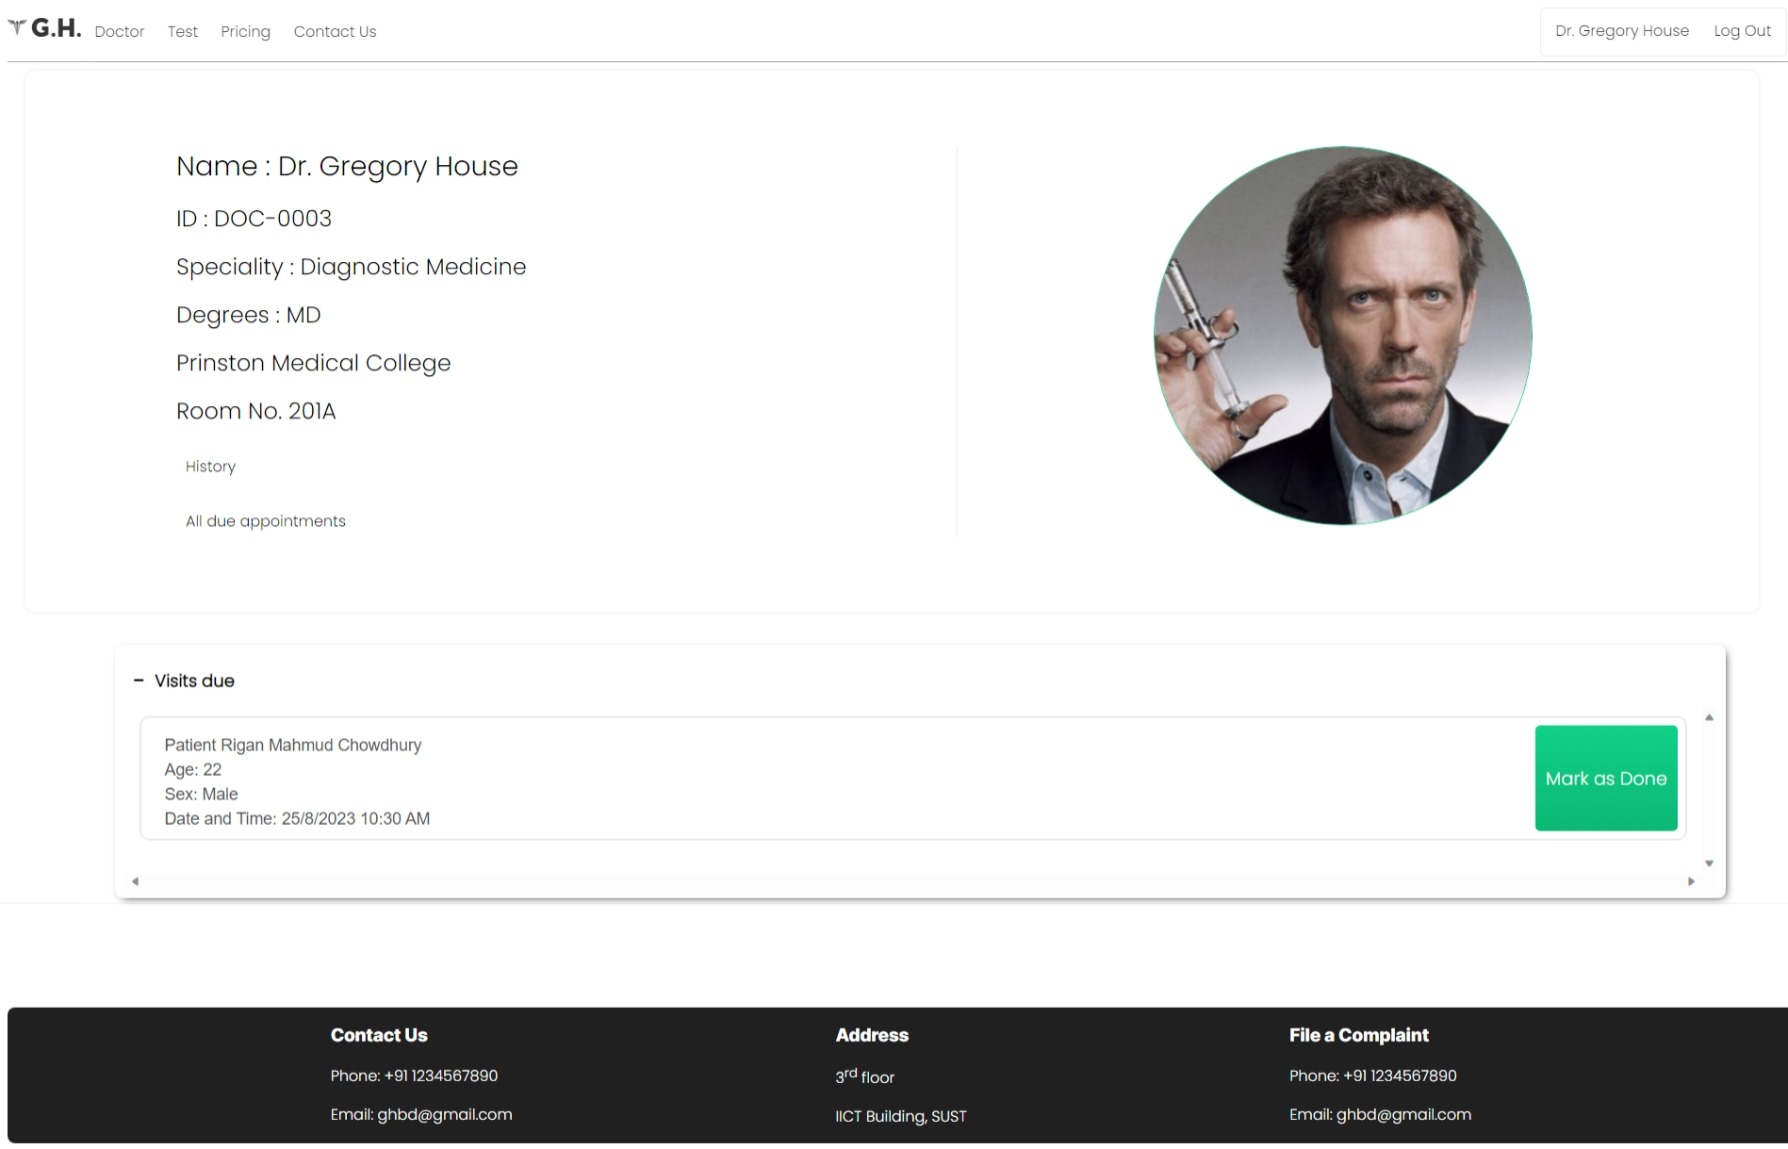 G.H. Doctor Test Pricing Contact Us Dr. Gregory House Log Out
Name : Dr. Gregory House
ID : DOC-0003
Speciality : Diagnostic Medicine
Degrees : MD
Prinston Medical College
Room No. 201A
History
All due appointments
− Visits due
Patient Rigan Mahmud Chowdhury
Age: 22
Sex: Male
Date and Time: 25/8/2023 10:30 AM
Mark as Done
Contact Us
Phone: +91 1234567890
Email: ghbd@gmail.com
Address
3rd floor
IICT Building, SUST
File a Complaint
Phone: +91 1234567890
Email: ghbd@gmail.com